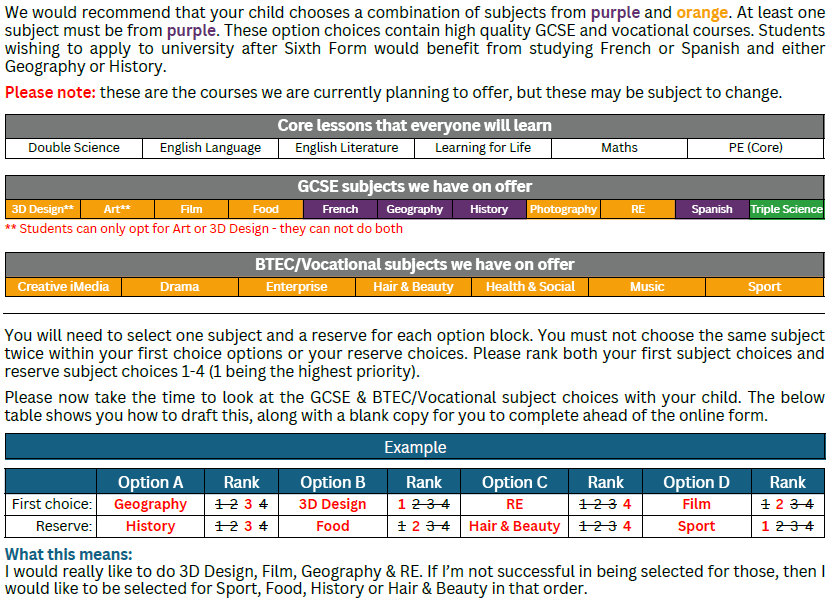 We would recommend that your child chooses a combination of subjects from purple and orange. At least one
subject must be from purple. These option choices contain high quality GCSE and vocational courses. Students
wishing to apply to university after Sixth Form would benefit from studying French or Spanish and either
Geography or History.
Please note: these are the courses we are currently planning to offer, but these may be subject to change.
Core lessons that everyone will learn
Double Science English Language English Literature Learning for Life Maths PE (Core)
GCSE subjects we have on offer
3D Design** Art** Film Food French Geography History Photography RE Spanish Triple Science
** Students can only opt for Art or 3D Design - they can not do both
BTEC/Vocational subjects we have on offer
Creative iMedia Drama Enterprise Hair & Beauty Health & Social Music Sport
You will need to select one subject and a reserve for each option block. You must not choose the same subject
twice within your first choice options or your reserve choices. Please rank both your first subject choices and
reserve subject choices 1-4 (1 being the highest priority).
Please now take the time to look at the GCSE & BTEC/Vocational subject choices with your child. The below
table shows you how to draft this, along with a blank copy for you to complete ahead of the online form.
Example
Option A Rank Option B Rank Option C Rank Option D Rank
First choice: Geography 1 2 3 4 3D Design 1 2 3 4 RE 1 2 3 4 Film 1 2 3 4
Reserve: History 1 2 3 4 Food 1 2 3 4 Hair & Beauty 1 2 3 4 Sport 1 2 3 4
What this means:
I would really like to do 3D Design, Film, Geography & RE. If I'm not successful in being selected for those, then I
would like to be selected for Sport, Food, History or Hair & Beauty in that order.